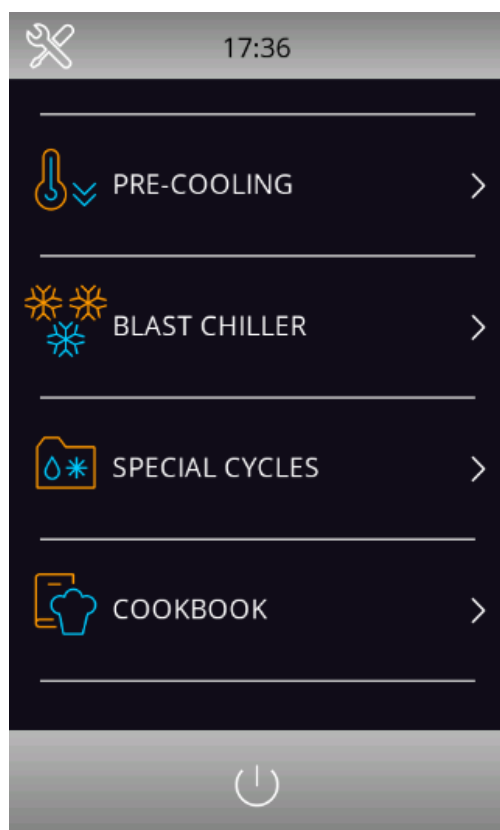 17:36
PRE-COOLING
BLAST CHILLER
SPECIAL CYCLES
COOKBOOK